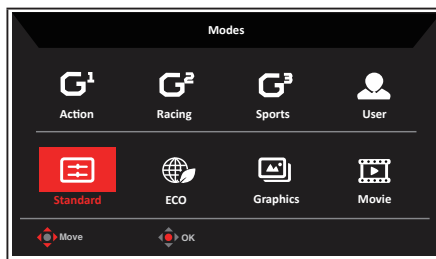 Modes
G¹ G² G³
Action Racing Sports User
Standard ECO Graphics Movie
Move OK